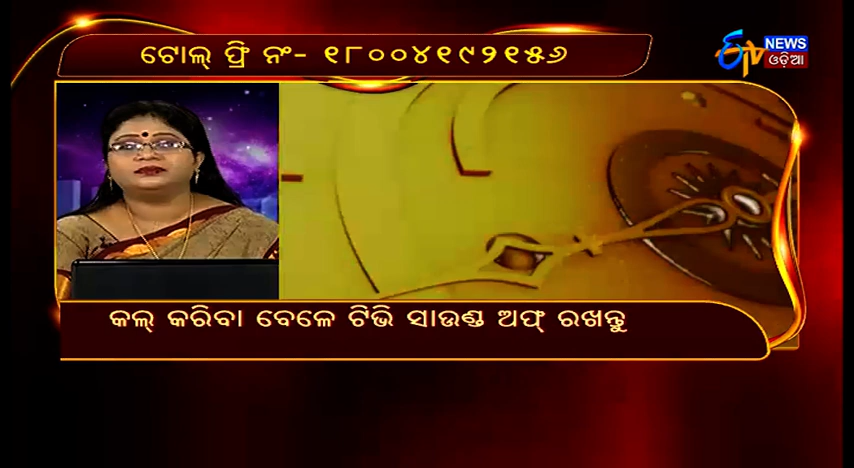 ଟୋଲ୍ ଫ୍ରି ନଂ- ୧୮୦୦୪୧୯୨୧୫୬
ETV NEWS
ଓଡ଼ିଆ
କଲ୍ କରିବା ବେଳେ ଟିଭି ସାଉଣ୍ଡ ଅଫ୍ ରଖନ୍ତୁ